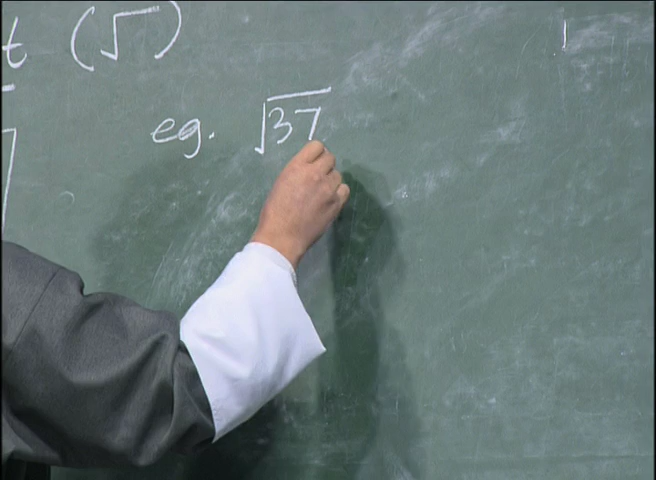 t (√)
eg. √37